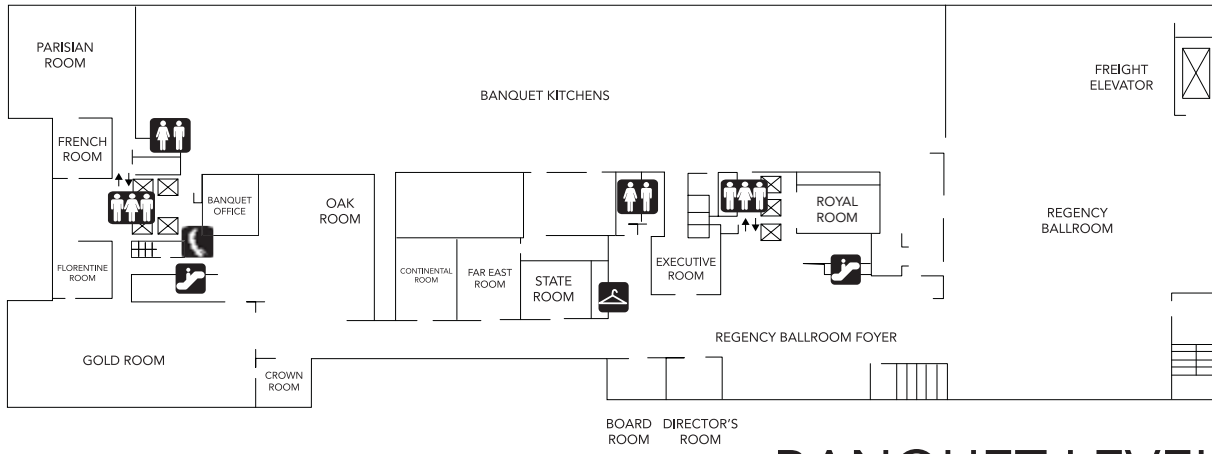 PARISIAN
ROOM
FREIGHT
ELEVATOR
BANQUET KITCHENS
FRENCH
ROOM
BANQUET
OFFICE
OAK
ROOM
ROYAL
ROOM
REGENCY
BALLROOM
FLORENTINE
ROOM
CONTINENTAL
ROOM
FAR EAST
ROOM
STATE
ROOM
EXECUTIVE
ROOM
REGENCY BALLROOM FOYER
GOLD ROOM
CROWN
ROOM
BOARD
ROOM
DIRECTOR'S
ROOM
BANQUET LEVEL